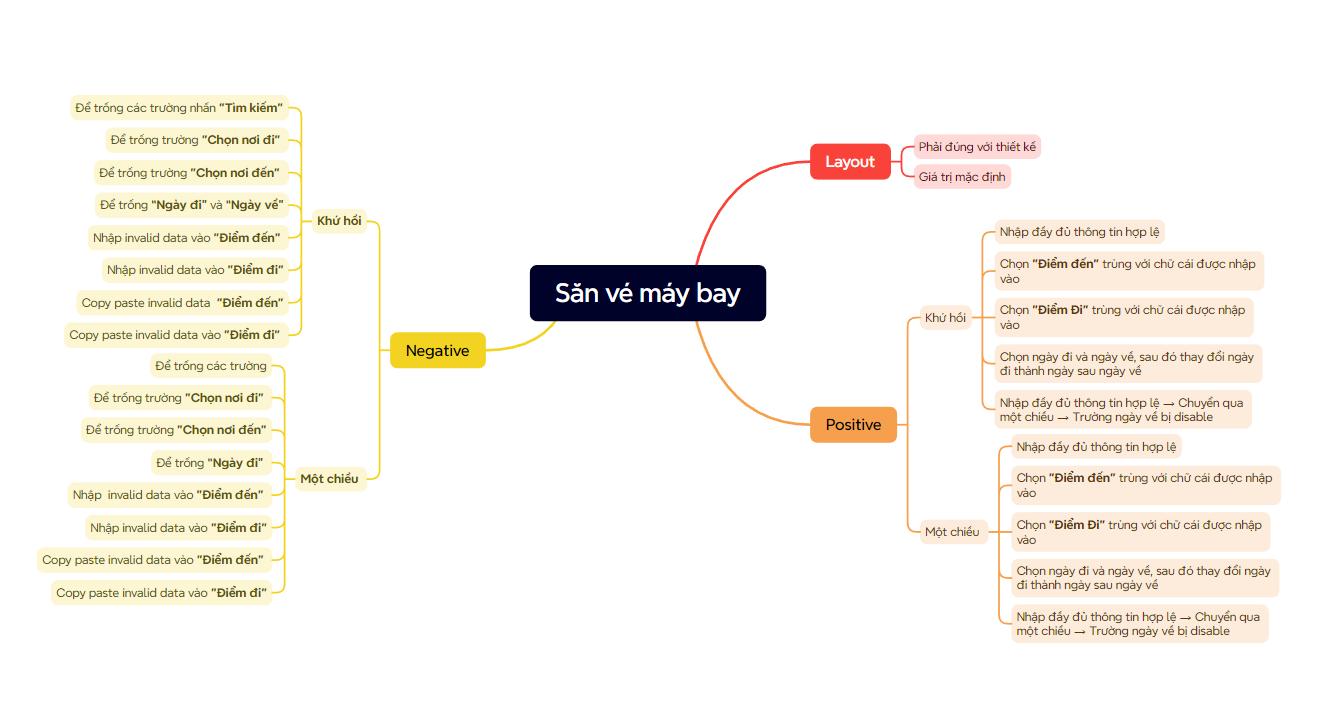 Săn vé máy bay
Layout
Phải đúng với thiết kế
Giá trị mặc định
Positive
Khứ hồi
Nhập đầy đủ thông tin hợp lệ
Chọn "Điểm đến" trùng với chữ cái được nhập
vào
Chọn "Điểm Đi" trùng với chữ cái được nhập
vào
Chọn ngày đi và ngày về, sau đó thay đổi ngày
đi thành ngày sau ngày về
Nhập đầy đủ thông tin hợp lệ → Chuyển qua
một chiều → Trường ngày về bị disable
Một chiều
Nhập đầy đủ thông tin hợp lệ
Chọn "Điểm đến" trùng với chữ cái được nhập
vào
Chọn "Điểm Đi" trùng với chữ cái được nhập
vào
Chọn ngày đi và ngày về, sau đó thay đổi ngày
đi thành ngày sau ngày về
Nhập đầy đủ thông tin hợp lệ → Chuyển qua
một chiều → Trường ngày về bị disable
Negative
Khứ hồi
Để trống các trường nhấn "Tìm kiếm"
Để trống trường "Chọn nơi đi"
Để trống trường "Chọn nơi đến"
Để trống "Ngày đi" và "Ngày về"
Nhập invalid data vào "Điểm đến"
Nhập invalid data vào "Điểm đi"
Copy paste invalid data "Điểm đến"
Copy paste invalid data vào "Điểm đi"
Một chiều
Để trống các trường
Để trống trường "Chọn nơi đi"
Để trống trường "Chọn nơi đến"
Để trống "Ngày đi"
Nhập invalid data vào "Điểm đến"
Nhập invalid data vào "Điểm đi"
Copy paste invalid data vào "Điểm đến"
Copy paste invalid data vào "Điểm đi"